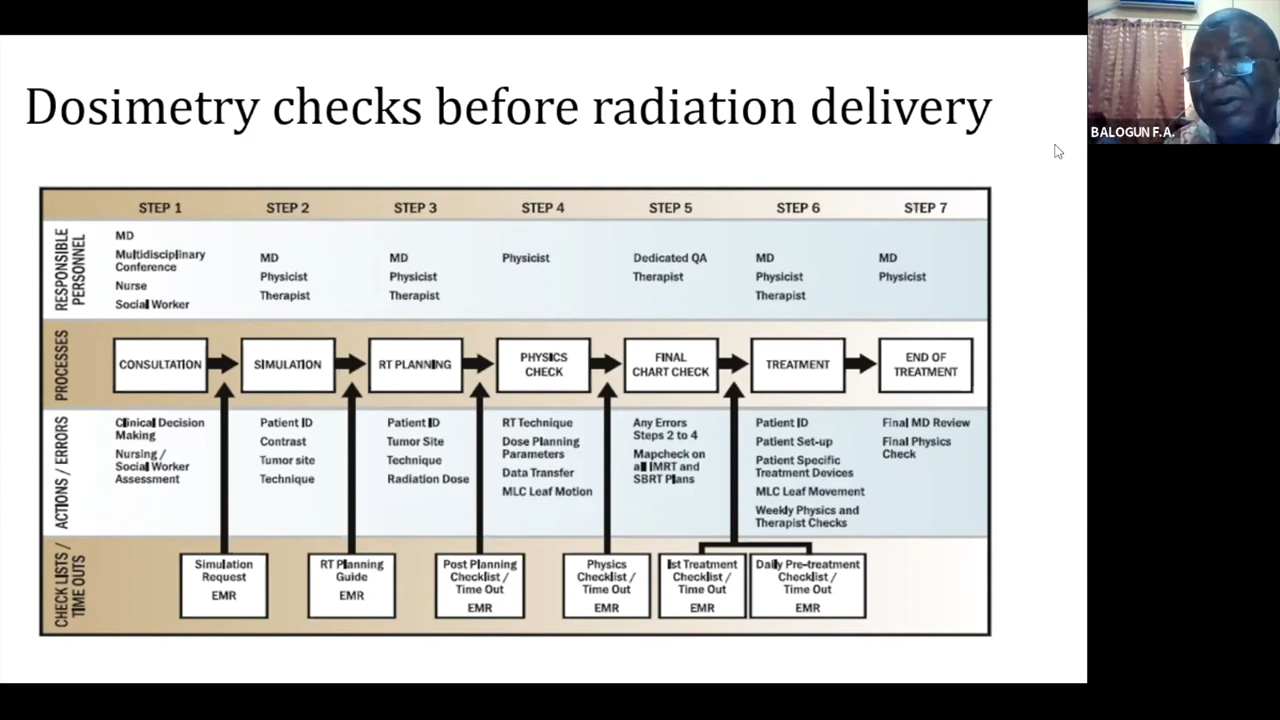 Dosimetry checks before radiation delivery
BALOGUN F.A.
STEP 1 STEP 2 STEP 3 STEP 4 STEP 5 STEP 6 STEP 7
RESPONSIBLE
PERSONNEL
MD
Multidisciplinary
Conference
Nurse
Social Worker
MD
Physicist
Therapist
MD
Physicist
Therapist
Physicist
Dedicated QA
Therapist
MD
Physicist
Therapist
MD
Physicist
PROCESSES
CONSULTATION
SIMULATION
RT PLANNING
PHYSICS
CHECK
FINAL
CHART CHECK
TREATMENT
END OF
TREATMENT
ACTIONS / ERRORS
Clinical Decision
Making
Nursing /
Social Worker
Assessment
Patient ID
Contrast
Tumor site
Technique
Patient ID
Tumor Site
Technique
Radiation Dose
RT Technique
Dose Planning
Parameters
Data Transfer
MLC Leaf Motion
Any Errors
Steps 2 to 4
Mapcheck on
all IMRT and
SBRT Plans
Patient ID
Patient Set-up
Patient Specific
Treatment Devices
MLC Leaf Movement
Weekly Physics and
Therapist Checks
Final MD Review
Final Physics
Check
CHECK LISTS /
TIME OUTS
Simulation
Request
EMR
RT Planning
Guide
EMR
Post Planning
Checklist /
Time Out
EMR
Physics
Checklist /
Time Out
EMR
1st Treatment
Checklist /
Time Out
EMR
Daily Pre-treatment
Checklist /
Time Out
EMR